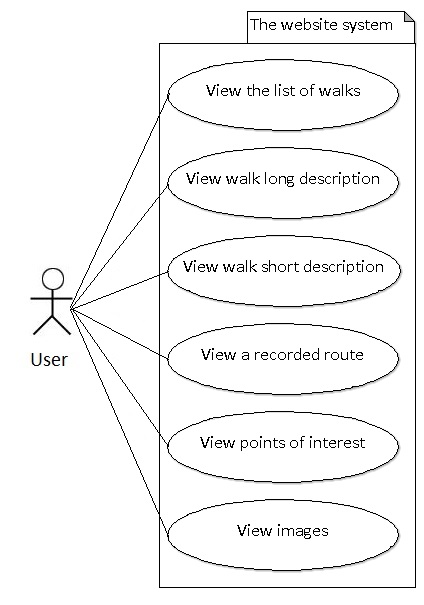 The website system
View the list of walks
View walk long description
View walk short description
View a recorded route
View points of interest
View images
User